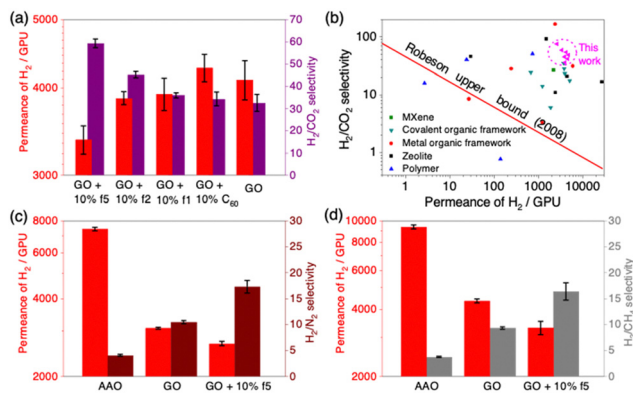 (a)
5000
4000
3000
Permeance of H2 / GPU
70
60
50
40
30
20
10
0
H2/CO2 selectivity
GO + 10% f5
GO + 10% f2
GO + 10% f1
GO + 10% C60
GO
(b)
100
10
1
H2/CO2 selectivity
This work
Robeson upper bound (2008)
MXene
Covalent organic framework
Metal organic framework
Zeolite
Polymer
1
10
100
1000
10000
Permeance of H2 / GPU
(c)
8000
4000
2000
Permeance of H2 / GPU
30
25
20
15
10
5
0
H2/N2 selectivity
AAO
GO
GO + 10% f5
(d)
10000
4000
2000
Permeance of H2 / GPU
30
25
20
15
10
5
0
H2/CH4 selectivity
AAO
GO
GO + 10% f5